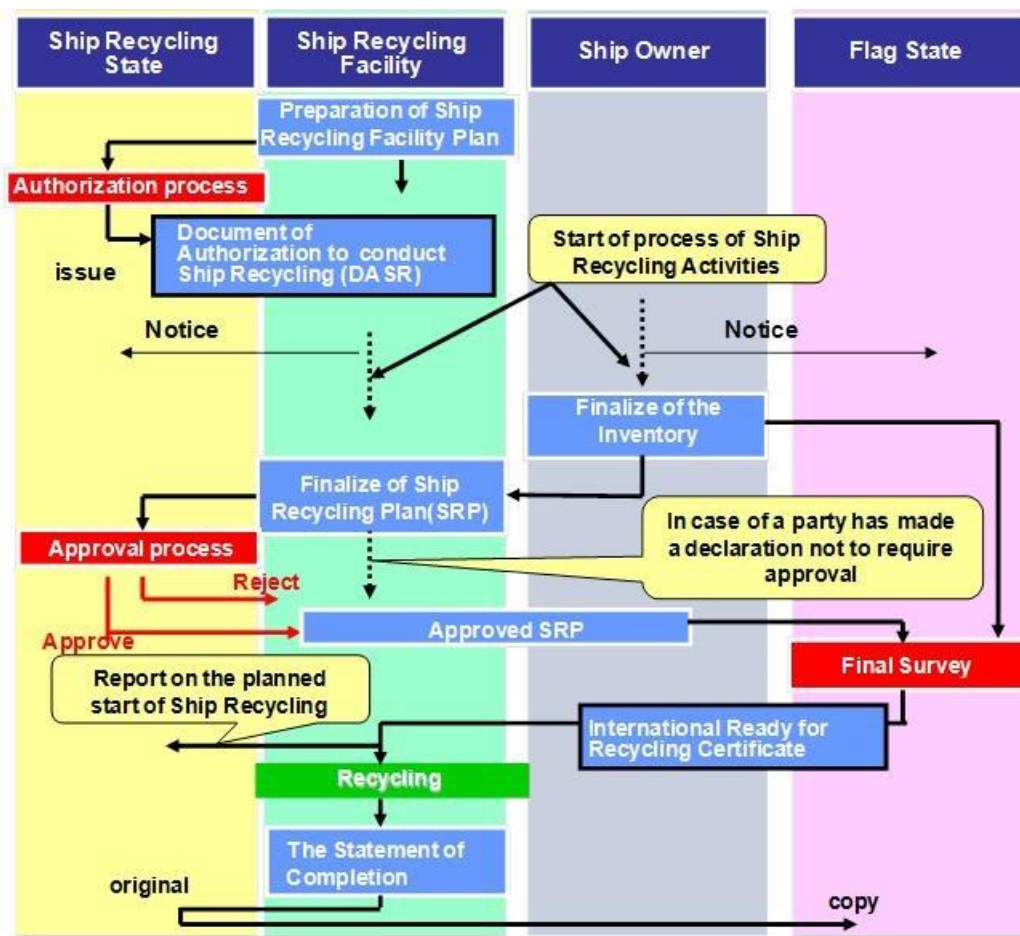 Ship Recycling
State
Ship Recycling
Facility
Ship Owner
Flag State
Preparation of Ship
Recycling Facility Plan
Authorization process
Document of
Authorization to conduct
Ship Recycling (DASR)
issue
Start of process of Ship
Recycling Activities
Notice
Notice
Finalize of the
Inventory
Finalize of Ship
Recycling Plan(SRP)
In case of a party has made
a declaration not to require
approval
Approval process
Reject
Approve
Approved SRP
Final Survey
Report on the planned
start of Ship Recycling
International Ready for
Recycling Certificate
Recycling
The Statement of
Completion
original
copy